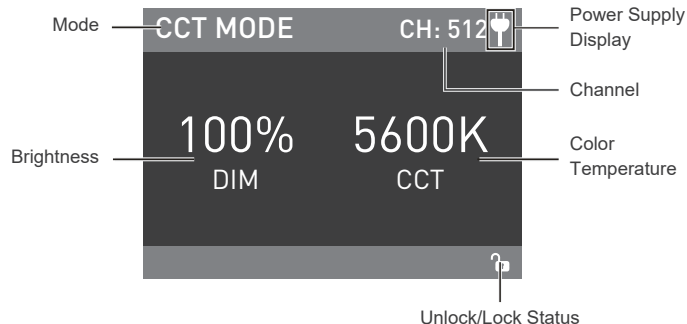 Mode
CCT MODE
CH: 512
Power Supply
Display
Channel
100%
5600K
Brightness
Color
Temperature
DIM
CCT
Unlock/Lock Status